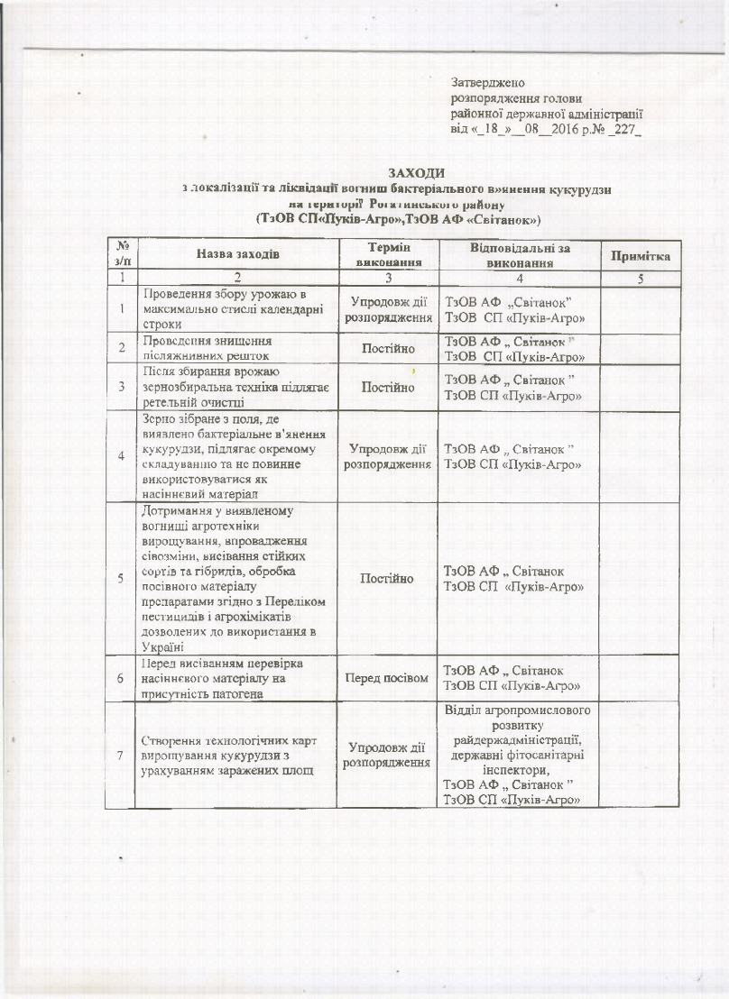 Затверджено
розпорядження голови
районної державної адміністрації
від «_18_»__08__2016 р.№ _227_
ЗАХОДИ
з локалізації та ліквідації вогнищ бактеріального в»янення кукурудзи
на території Рогатинського району
(ТзОВ СП«Пуків-Агро»,ТзОВ АФ «Світанок»)
№ з/п	Назва заходів	Термін виконання	Відповідальні за виконання	Примітка
1	2	3	4	5
1
Проведення збору урожаю в
максимально стислі календарні
строки
Упродовж дії
розпорядження
ТзОВ АФ „Світанок”
ТзОВ СП «Пуків-Агро»
2
Проведення знищення
післяжнивних решток
Постійно
ТзОВ АФ „ Світанок ”
ТзОВ СП «Пуків-Агро»
3
Після збирання врожаю
зернозбиральна техніка підлягає
ретельній очистці
Постійно
ТзОВ АФ „ Світанок ”
ТзОВ СП «Пуків-Агро»
4
Зерно зібране з поля, де
виявлено бактеріальне в’янення
кукурудзи, підлягає окремому
складуванню та не повинне
використовуватися як
насіннєвий матеріал
Упродовж дії
розпорядження
ТзОВ АФ „ Світанок ”
ТзОВ СП «Пуків-Агро»
5
Дотримання у виявленому
вогнищі агротехніки
вирощування, впровадження
сівозміни, висівання стійких
сортів та гібридів, обробка
посівного матеріалу
препаратами згідно з Переліком
пестицидів і агрохімікатів
дозволених до використання в
Україні
Постійно
ТзОВ АФ „ Світанок
ТзОВ СП «Пуків-Агро»
6
Перед висіванням перевірка
насіннєвого матеріалу на
присутність патогена
Перед посівом
ТзОВ АФ „ Світанок
ТзОВ СП «Пуків-Агро»
7
Створення технологічних карт
вирощування кукурудзи з
урахуванням заражених площ
Упродовж дії
розпорядження
Відділ агропромислового
розвитку
райдержадміністрації,
державні фітосанітарні
інспектори,
ТзОВ АФ „ Світанок ”
ТзОВ СП «Пуків-Агро»